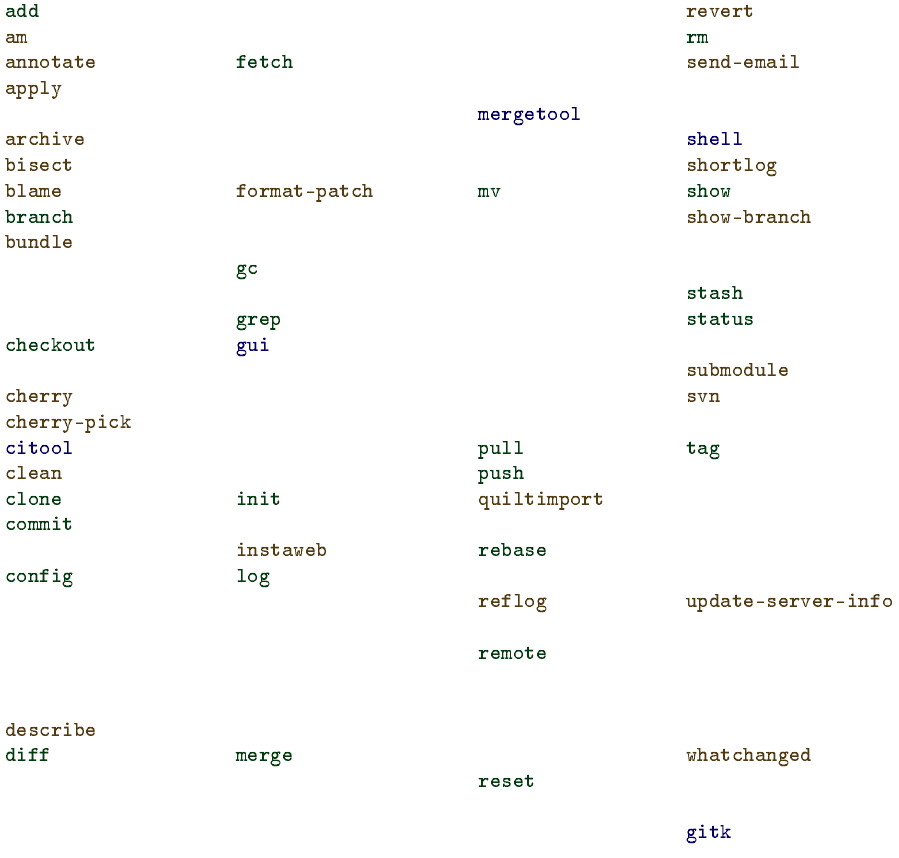 add
am
annotate
apply
archive
bisect
blame
branch
bundle
checkout
cherry
cherry-pick
citool
clean
clone
commit
config
describe
diff
fetch
format-patch
gc
grep
gui
init
instaweb
log
merge
mergetool
mv
pull
push
quiltimport
rebase
reflog
remote
reset
revert
rm
send-email
shell
shortlog
show
show-branch
stash
status
submodule
svn
tag
update-server-info
whatchanged
gitk